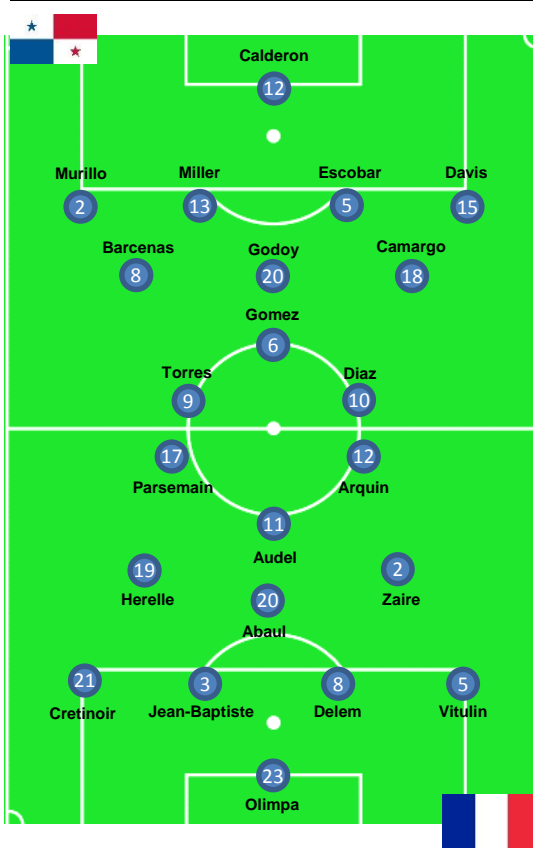 Calderon
12
Murillo
Miller
Escobar
Davis
2
13
5
15
Barcenas
Godoy
Camargo
8
20
18
Gomez
6
Torres
Diaz
9
10
17
12
Parsemain
Arquin
11
Audel
19
2
Herelle
20
Zaire
Abaul
21
3
8
5
Cretinoir
Jean-Baptiste
Delem
Vitulin
23
Olimpa